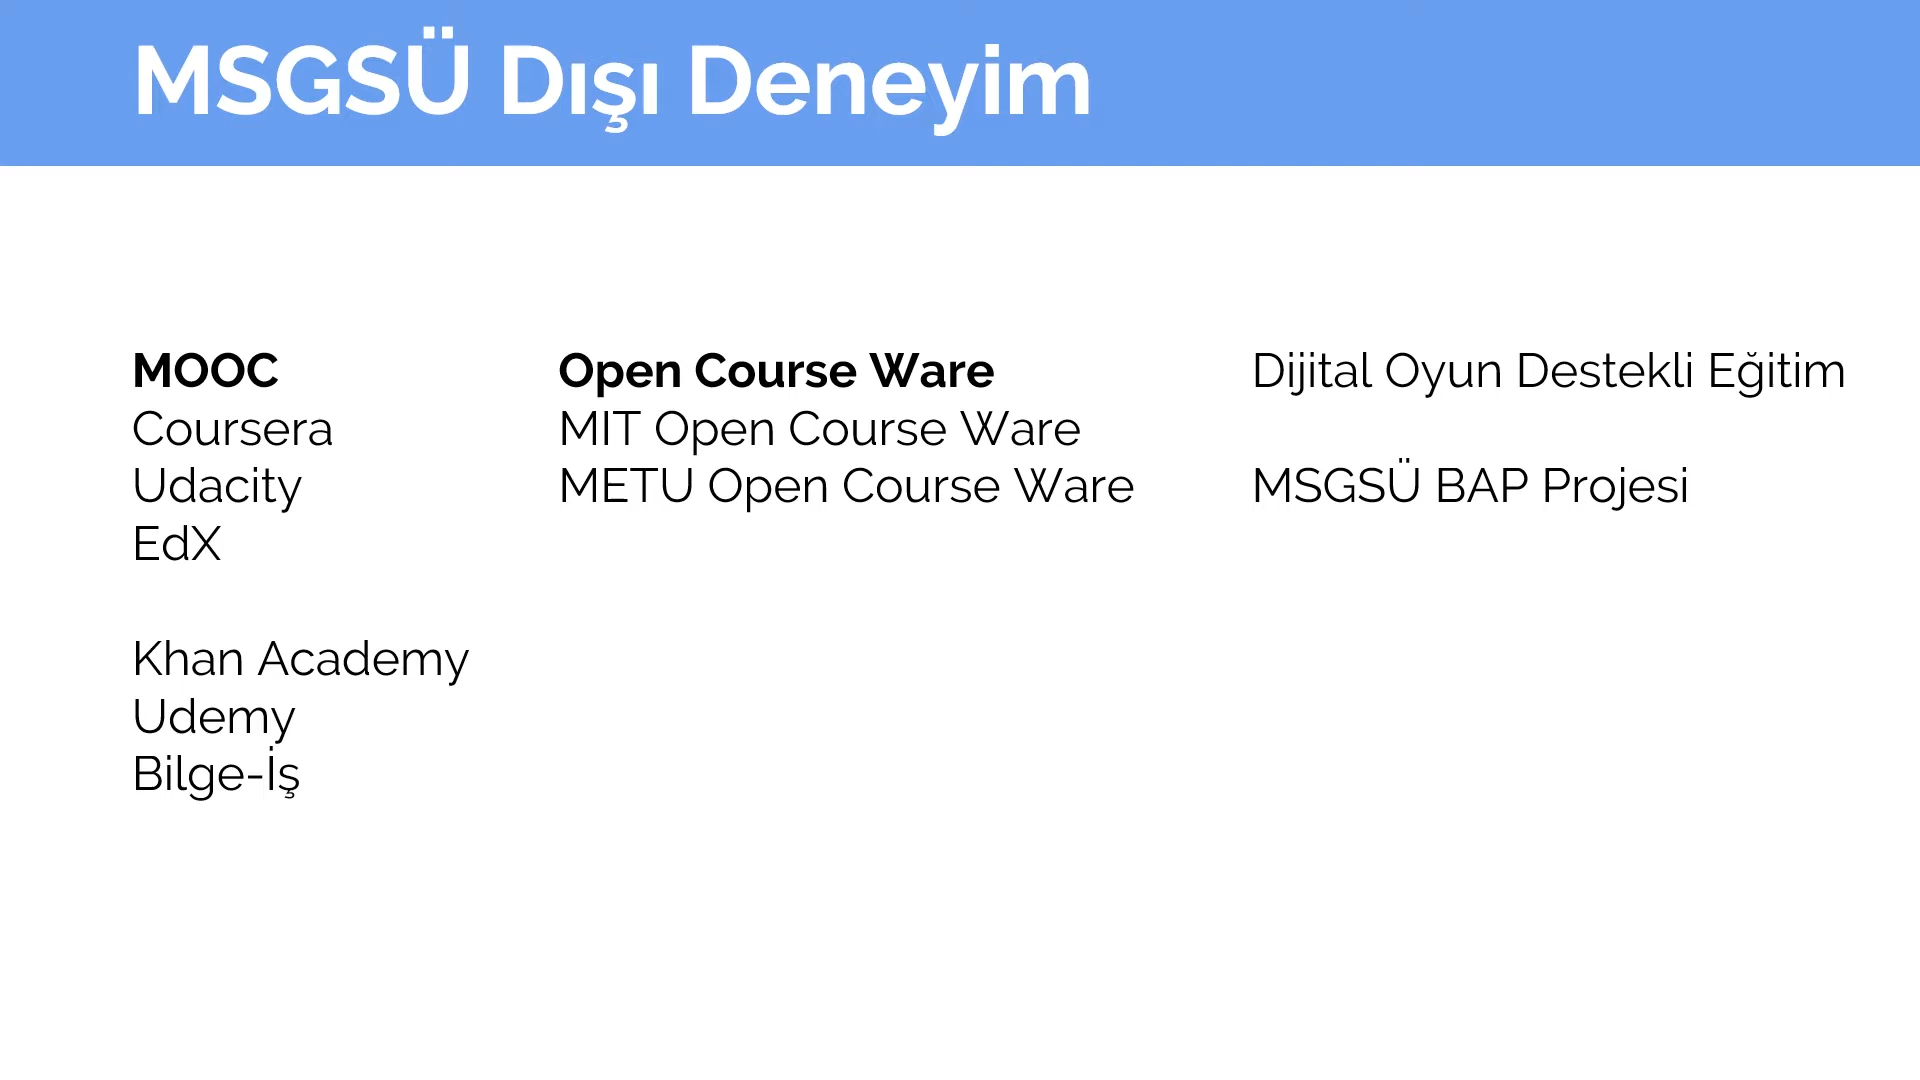 MSGSÜ Dışı Deneyim
MOOC
Coursera
Udacity
EdX
Khan Academy
Udemy
Bilge-İş
Open Course Ware
MIT Open Course Ware
METU Open Course Ware
Dijital Oyun Destekli Eğitim
MSGSÜ BAP Projesi